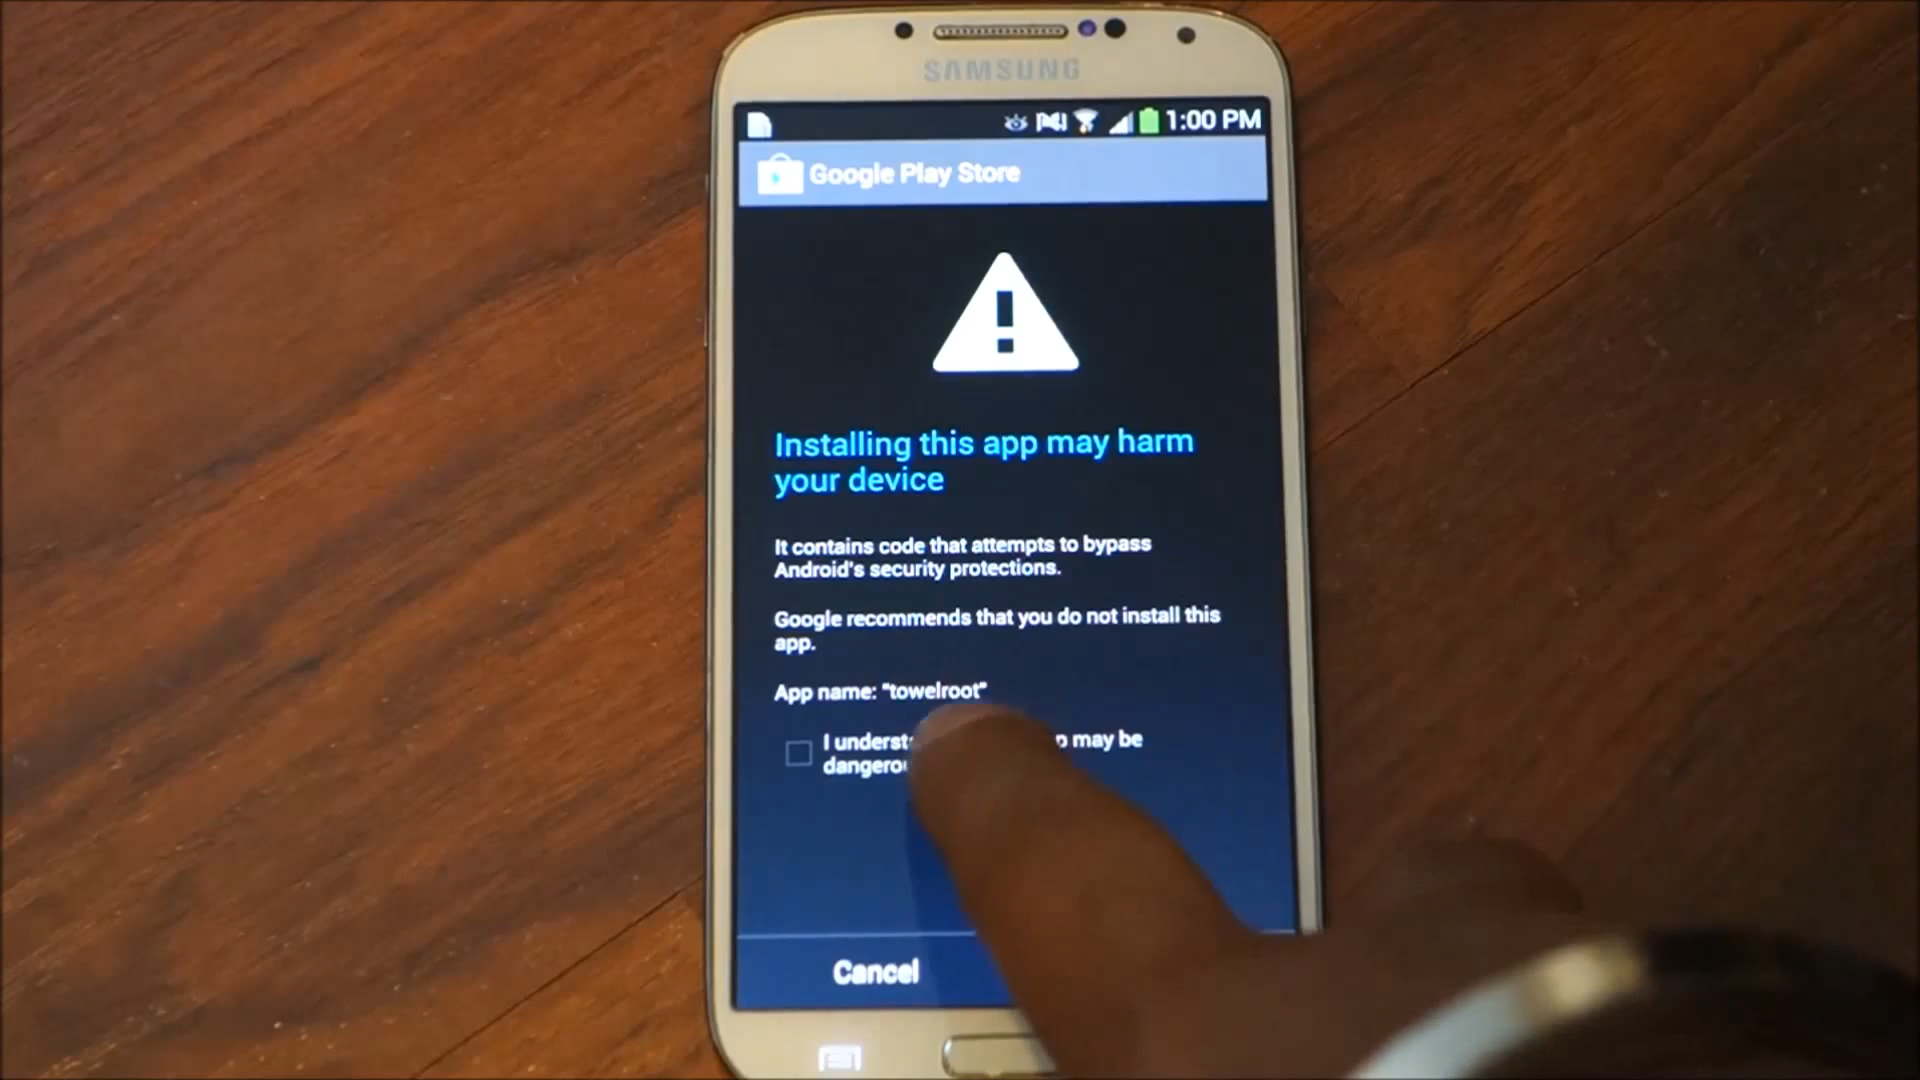 SAMSUNG
1:00 PM
Google Play Store
Installing this app may harm
your device
It contains code that attempts to bypass
Android's security protections.
Google recommends that you do not install this
app.
App name: "towelroot"
I may be
Cancel